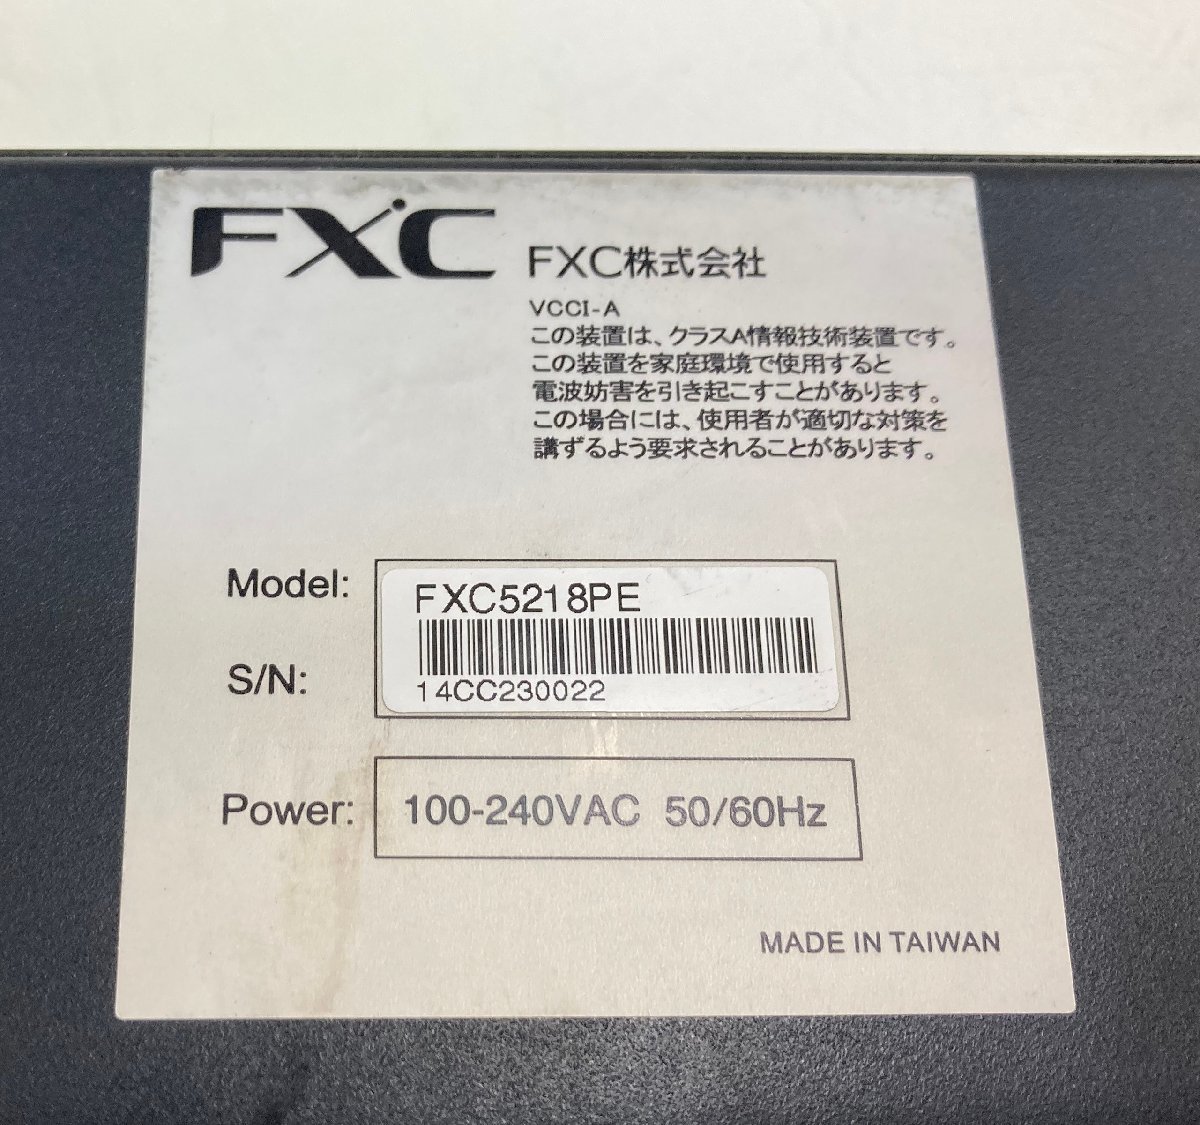 FXC
FXC株式会社
VCCI-A
この装置は、クラスA情報技術装置です。
この装置を家庭環境で使用すると
電波妨害を引き起こすことがあります。
この場合には、使用者が適切な対策を
講ずるよう要求されることがあります。
Model: FXC5218PE
S/N: 14CC230022
Power: 100-240VAC 50/60Hz
MADE IN TAIWAN